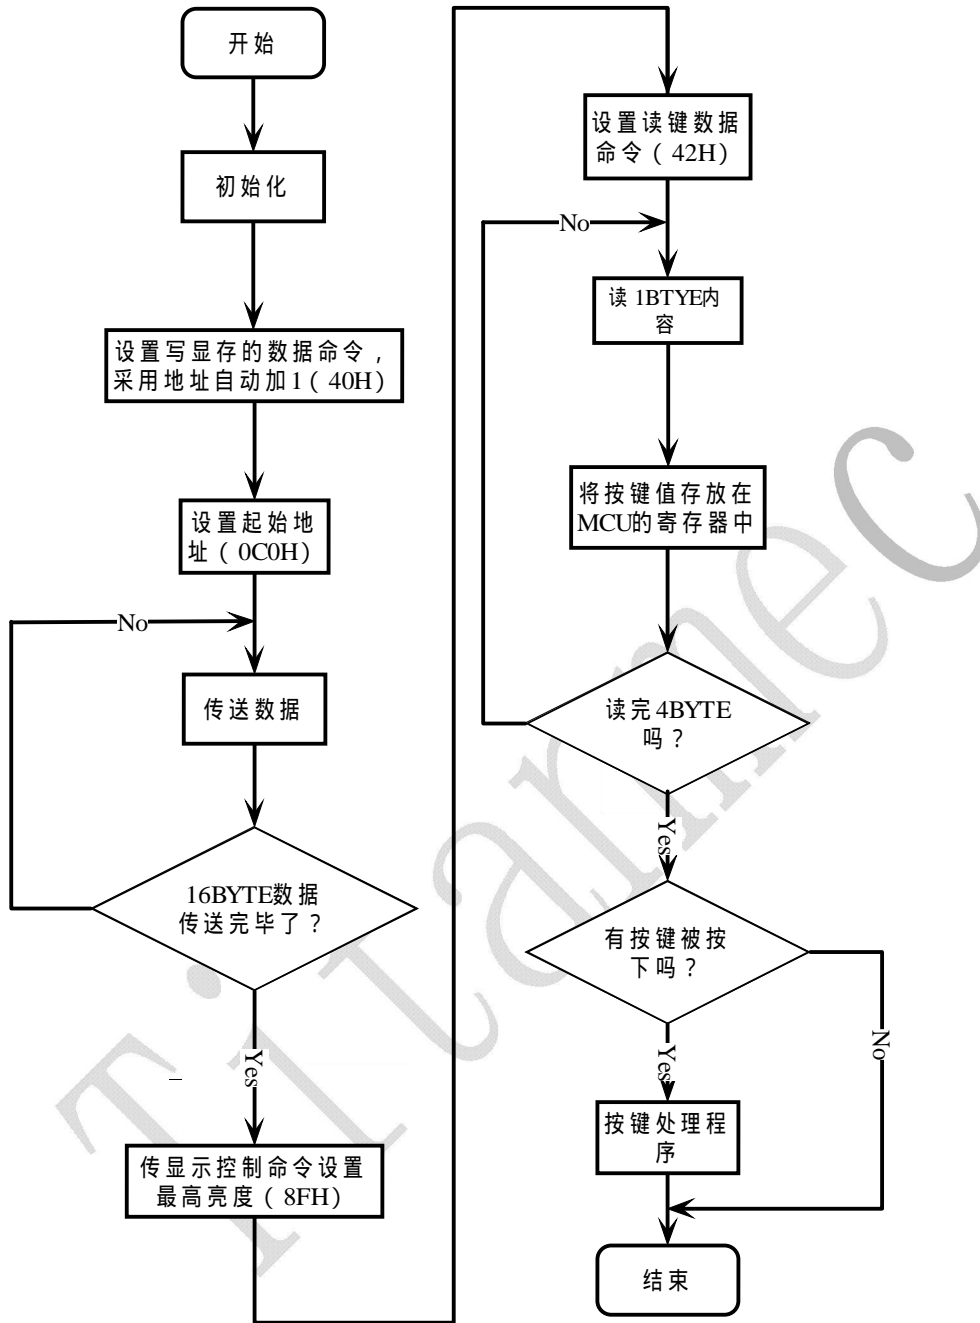 开始
初始化
设置写显存的数据命令，
采用地址自动加1（40H）
设置起始地
址（0C0H）
No
传送数据
16BYTE数据
传送完毕了？
Yes
传显示控制命令设置
最高亮度（8FH）
设置读键数据
命令（42H）
No
读 1BTYE内
容
将按键值存放在
MCU的寄存器中
读完4BYTE
吗？
Yes
有按键被按
下吗？
Yes
No
按键处理程
序
结束
Titanmec